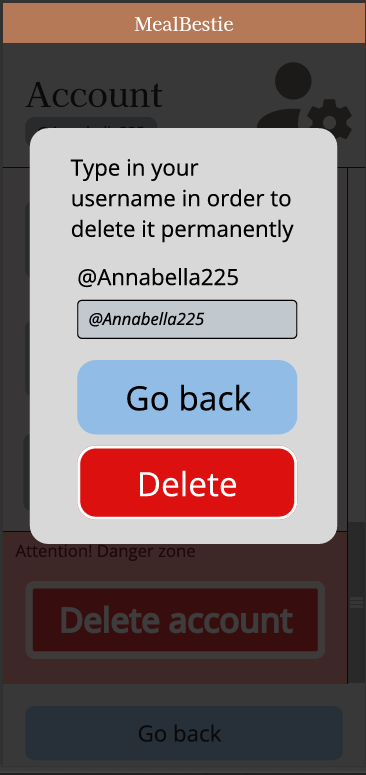 MealBestie
Account
Type in your
username in order to
delete it permanently
@Annabella225
@Annabella225
Go back
Delete
Attention! Danger zone
Delete account
Go back